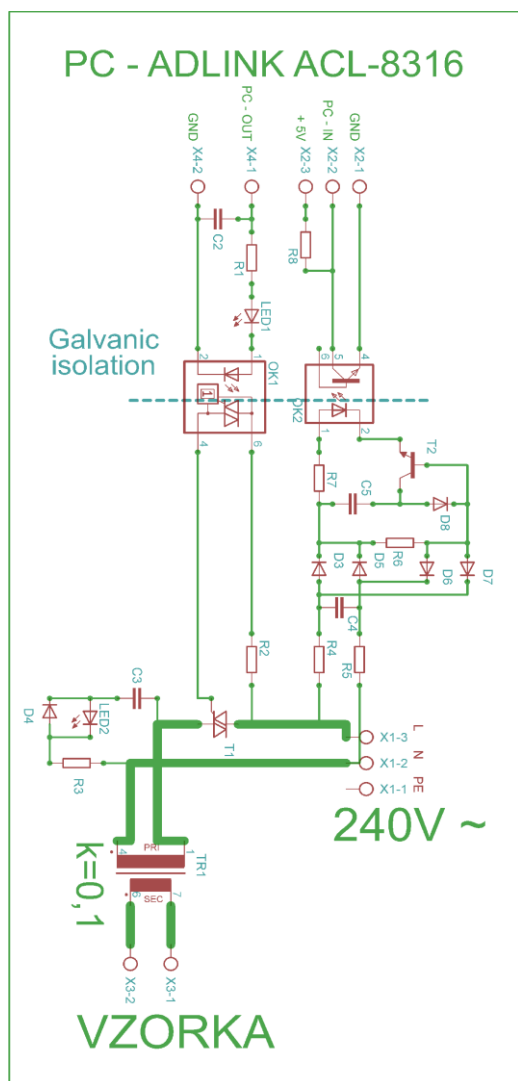 PC - ADLINK ACL-8316
GND X4-2
PC - OUT X4-1
+ 5V X2-3
PC - IN X2-2
GND X2-1
C2
R1
R8
LED1
Galvanic
isolation
2
1
OK1
1
4
6
6
5
4
OK2
1
2
T2
R7
C5
D8
R6
D3
D5
D6
D7
C4
R2
R4
R5
C3
D4
LED2
R3
T1
X1-3 L
X1-2 N
X1-1 PE
240V ~
4
PRI
1
TR1
k=0,1
6
SEC
7
X3-2
X3-1
VZORKA